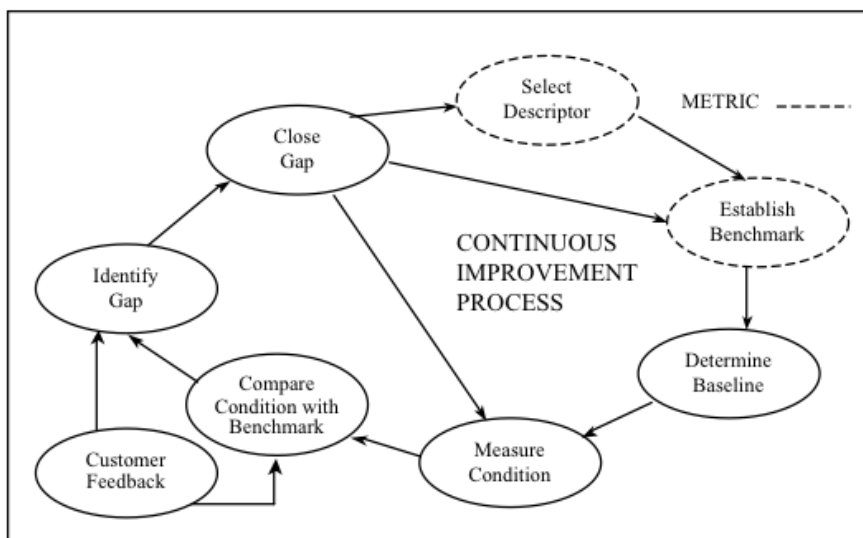 Select
Descriptor
METRIC
Close
Gap
Establish
Benchmark
CONTINUOUS
IMPROVEMENT
PROCESS
Identify
Gap
Determine
Baseline
Compare
Condition with
Benchmark
Measure
Condition
Customer
Feedback